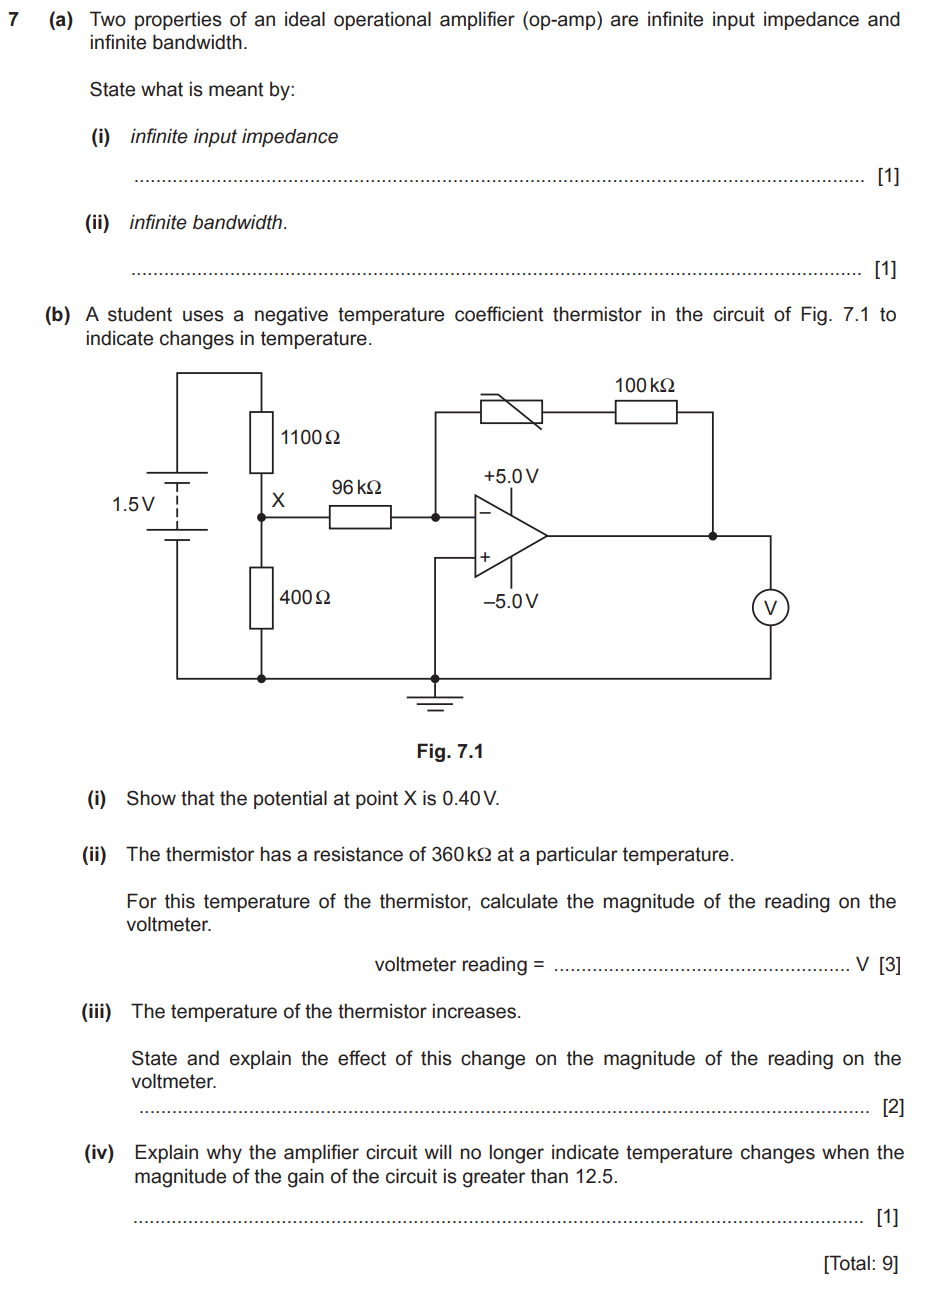 7 (a) Two properties of an ideal operational amplifier (op-amp) are infinite input impedance and
infinite bandwidth.
State what is meant by:
(i) infinite input impedance
.......................................................................................................................................... [1]
(ii) infinite bandwidth.
.......................................................................................................................................... [1]
(b) A student uses a negative temperature coefficient thermistor in the circuit of Fig. 7.1 to
indicate changes in temperature.
100 kΩ
1100 Ω
+5.0 V
96 kΩ
1.5 V
X
–
+
400 Ω
–5.0 V
V
Fig. 7.1
(i) Show that the potential at point X is 0.40 V.
(ii) The thermistor has a resistance of 360 kΩ at a particular temperature.
For this temperature of the thermistor, calculate the magnitude of the reading on the
voltmeter.
voltmeter reading = ........................................................ V [3]
(iii) The temperature of the thermistor increases.
State and explain the effect of this change on the magnitude of the reading on the
voltmeter.
.......................................................................................................................................... [2]
(iv) Explain why the amplifier circuit will no longer indicate temperature changes when the
magnitude of the gain of the circuit is greater than 12.5.
.......................................................................................................................................... [1]
[Total: 9]